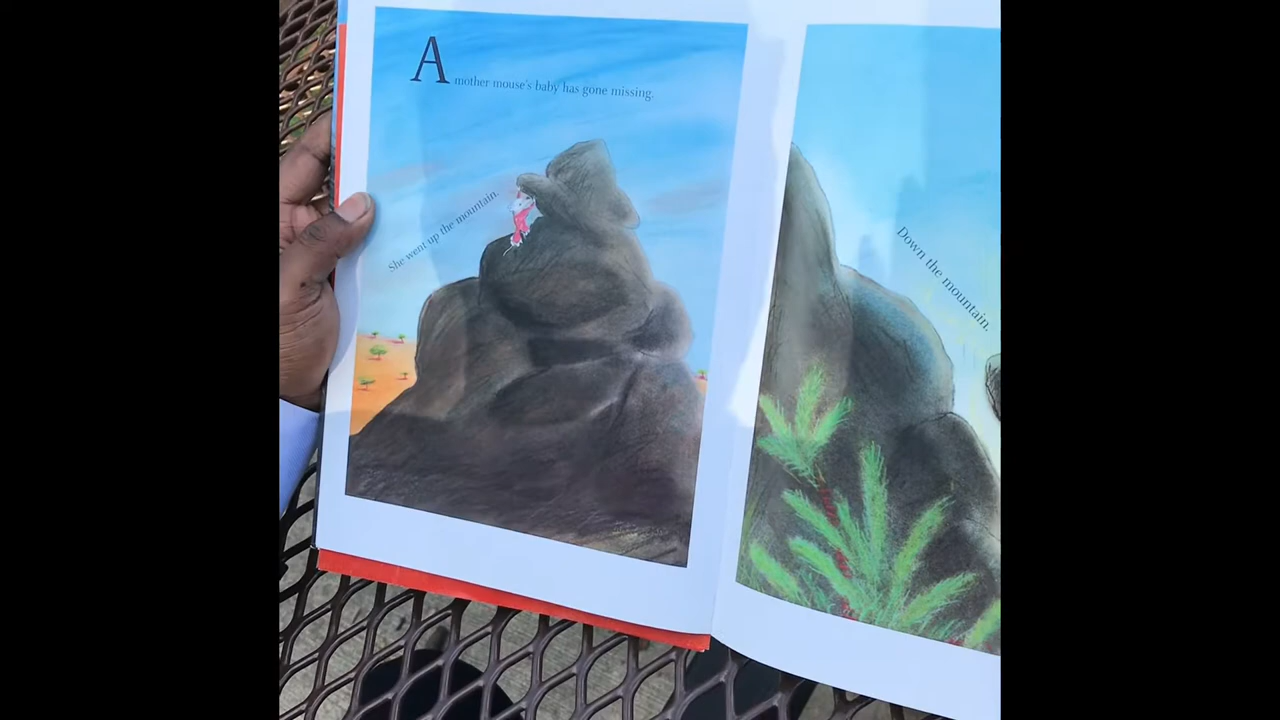 A mother mouse's baby has gone missing.
She went up the mountain.
Down the mountain.